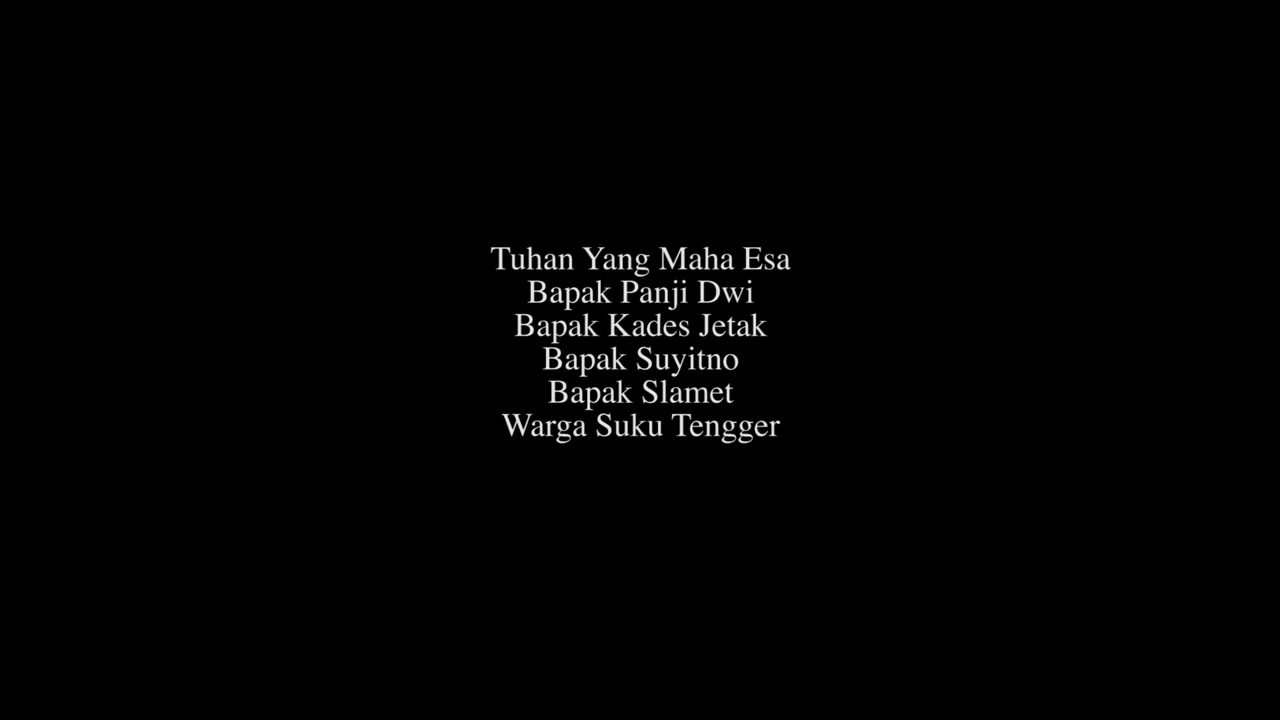 Tuhan Yang Maha Esa
Bapak Panji Dwi
Bapak Kades Jetak
Bapak Suyitno
Bapak Slamet
Warga Suku Tengger